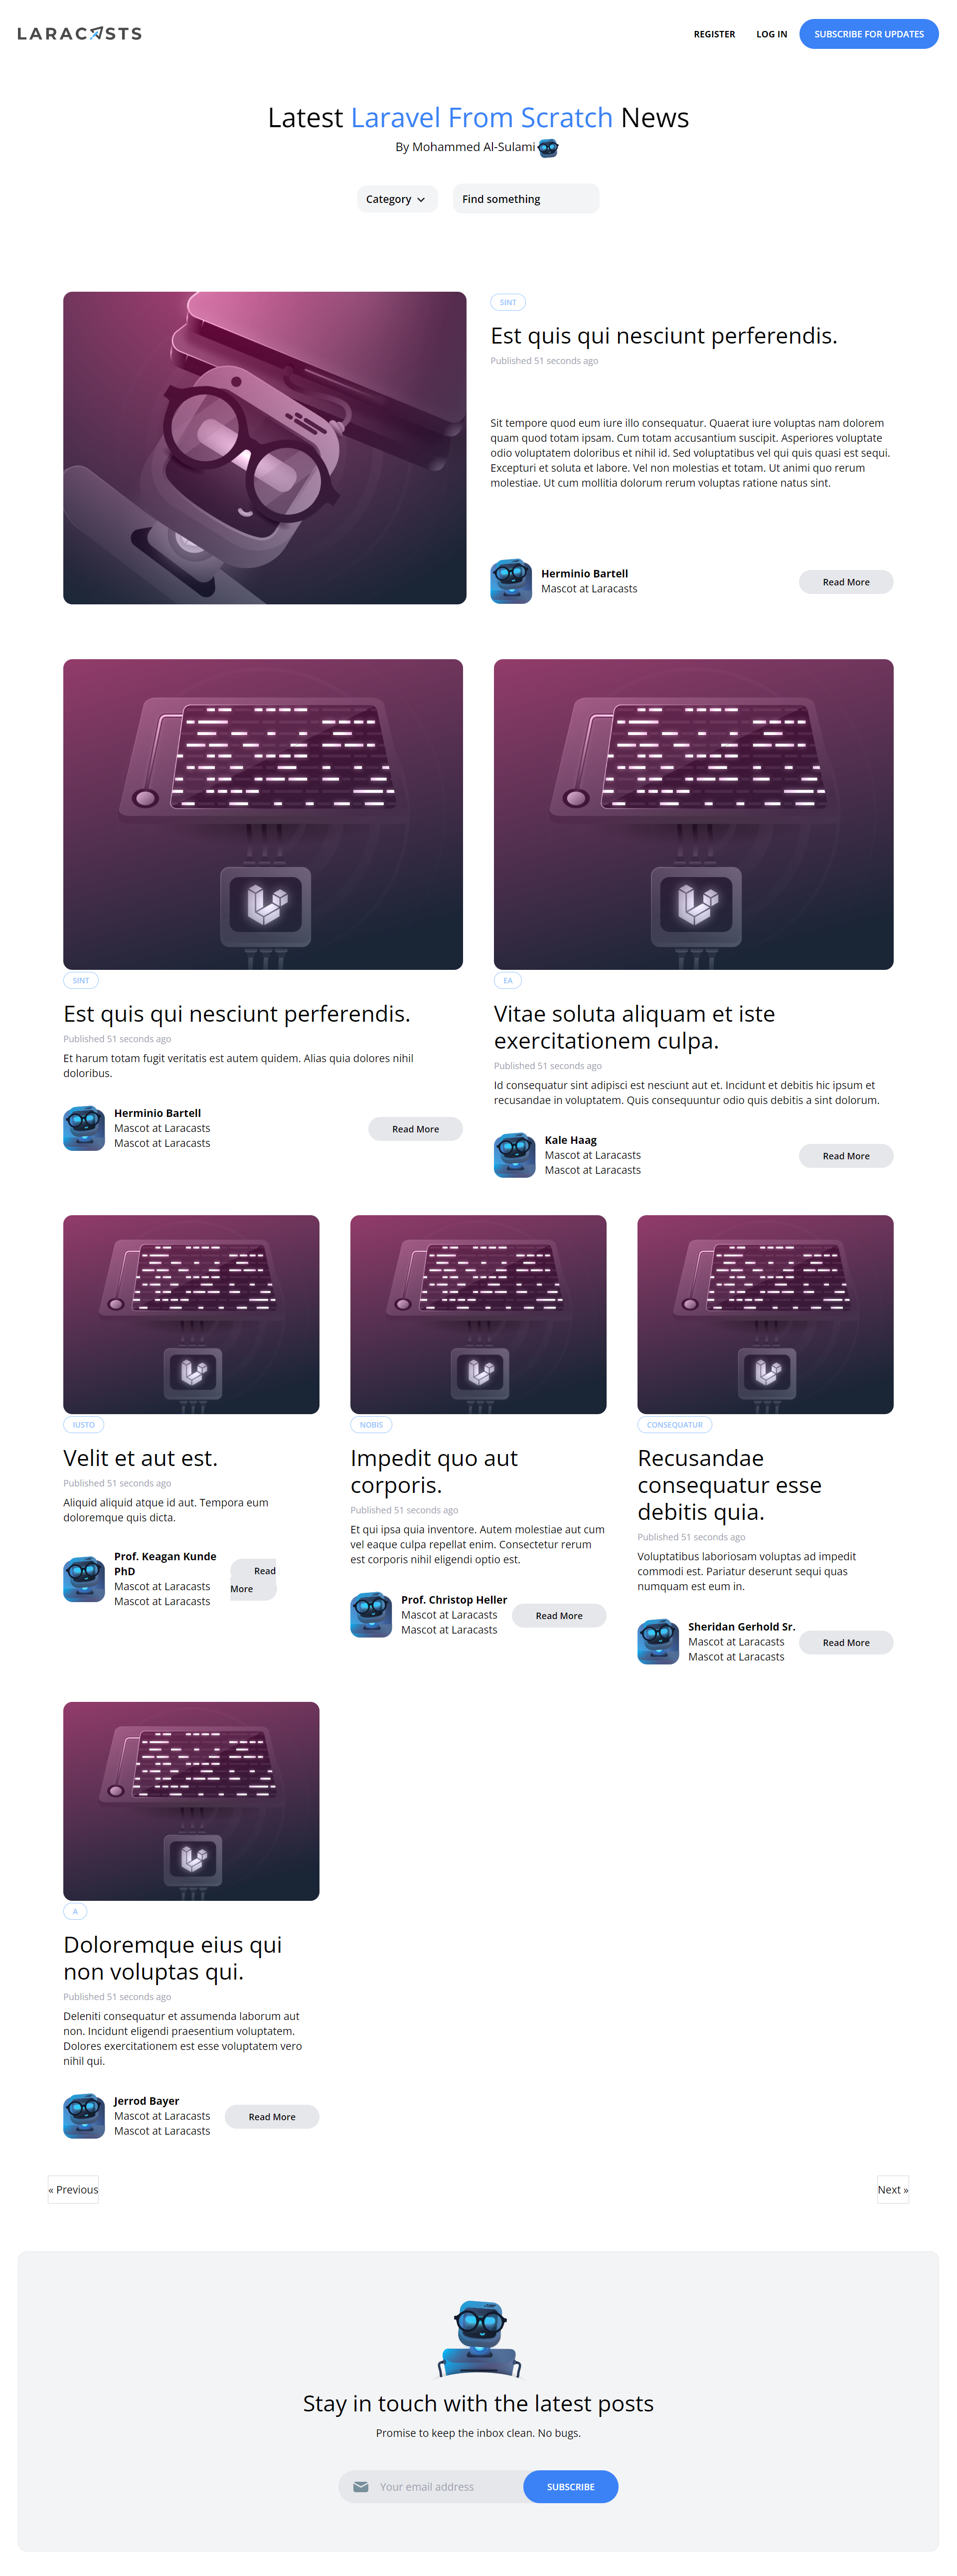 LARACASTS
REGISTER LOG IN SUBSCRIBE FOR UPDATES
Latest Laravel From Scratch News
By Mohammed Al-Sulami
Category Find something
SINT
Est quis qui nesciunt perferendis.
Published 51 seconds ago
Sit tempore quod eum iure illo consequatur. Quaerat iure voluptas nam dolorem
quam quod totam ipsam. Cum totam accusantium suscipit. Asperiores voluptate
odio voluptatem doloribus et nihil id. Sed voluptatibus vel qui quis quasi est sequi.
Excepturi et soluta et labore. Vel non molestias et totam. Ut animi quo rerum
molestiae. Ut cum mollitia dolorum rerum voluptas ratione natus sint.
Herminio Bartell
Mascot at Laracasts
Read More
SINT
Est quis qui nesciunt perferendis.
Published 51 seconds ago
Et harum totam fugit veritatis est autem quidem. Alias quia dolores nihil
doloribus.
Herminio Bartell
Mascot at Laracasts
Mascot at Laracasts
Read More
EA
Vitae soluta aliquam et iste
exercitationem culpa.
Published 51 seconds ago
Id consequatur sint adipisci est nesciunt aut et. Incidunt et debitis hic ipsum et
recusandae in voluptatem. Quis consequuntur odio quis debitis a sint dolorum.
Kale Haag
Mascot at Laracasts
Mascot at Laracasts
Read More
IUSTO
Velit et aut est.
Published 51 seconds ago
Aliquid aliquid atque id aut. Tempora eum
doloremque quis dicta.
Prof. Keagan Kunde
PhD
Mascot at Laracasts
Mascot at Laracasts
Read
More
NOBIS
Impedit quo aut
corporis.
Published 51 seconds ago
Et qui ipsa quia inventore. Autem molestiae aut cum
vel eaque culpa repellat enim. Consectetur rerum
est corporis nihil eligendi optio est.
Prof. Christop Heller
Mascot at Laracasts
Mascot at Laracasts
Read More
CONSEQUATUR
Recusandae
consequatur esse
debitis quia.
Published 51 seconds ago
Voluptatibus laboriosam voluptas ad impedit
commodi est. Pariatur deserunt sequi quas
numquam est eum in.
Sheridan Gerhold Sr.
Mascot at Laracasts
Mascot at Laracasts
Read More
A
Doloremque eius qui
non voluptas qui.
Published 51 seconds ago
Deleniti consequatur et assumenda laborum aut
non. Incidunt eligendi praesentium voluptatem.
Dolores exercitationem est esse voluptatem vero
nihil qui.
Jerrod Bayer
Mascot at Laracasts
Mascot at Laracasts
Read More
« Previous Next »
Stay in touch with the latest posts
Promise to keep the inbox clean. No bugs.
Your email address SUBSCRIBE